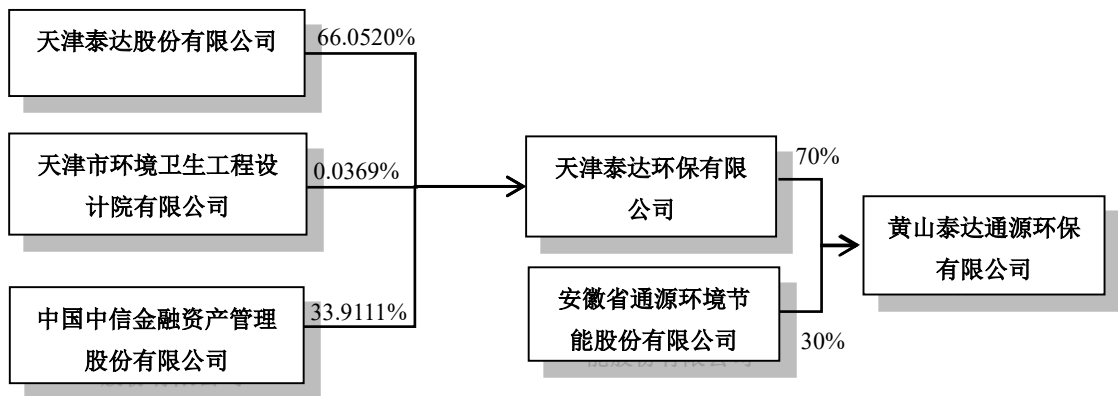 天津泰达股份有限公司
66.0520%
天津市环境卫生工程设
计院有限公司
0.0369%
中国中信金融资产管理
股份有限公司
33.9111%
天津泰达环保有限
公司
70%
安徽省通源环境节
能股份有限公司
30%
黄山泰达通源环保
有限公司